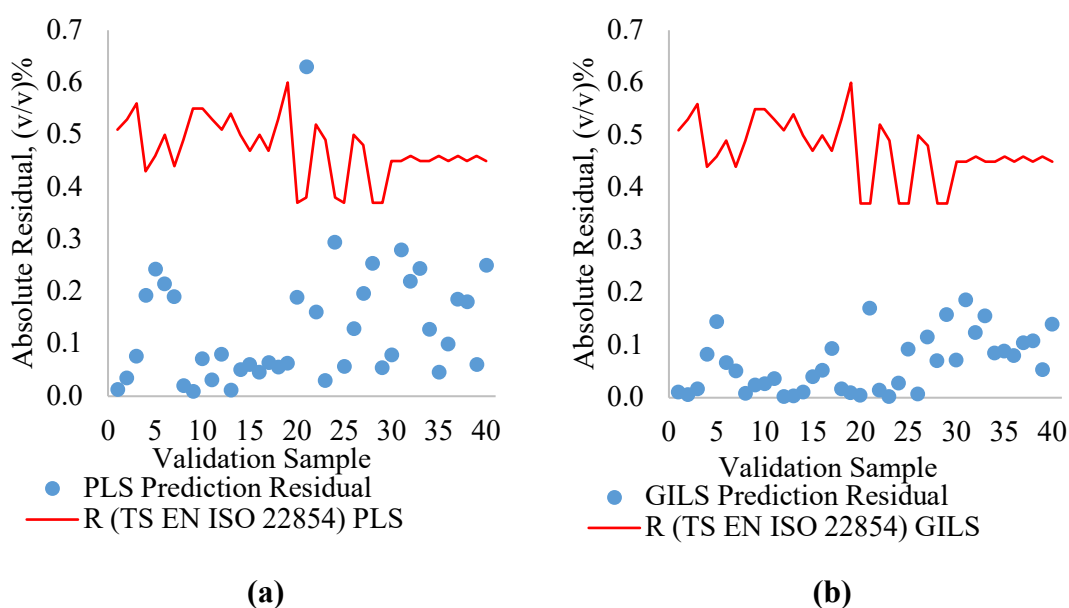 Absolute Residual, (v/v)%
0.7
0.6
0.5
0.4
0.3
0.2
0.1
0.0
0 5 10 15 20 25 30 35 40
Validation Sample
PLS Prediction Residual
R (TS EN ISO 22854) PLS
(a)
Absolute Residual, (v/v)%
0.7
0.6
0.5
0.4
0.3
0.2
0.1
0.0
0 5 10 15 20 25 30 35 40
Validation Sample
GILS Prediction Residual
R (TS EN ISO 22854) GILS
(b)